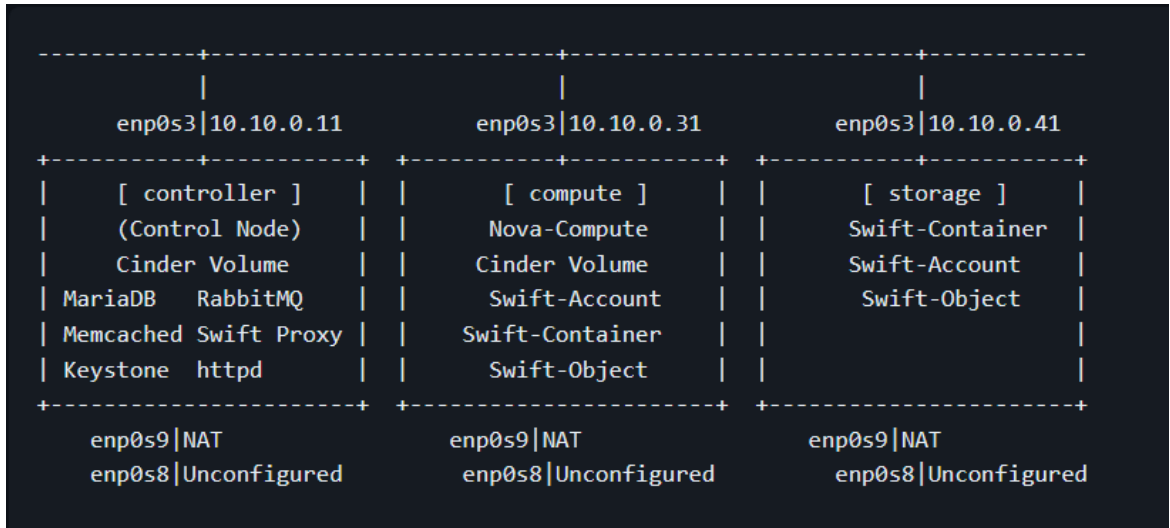 ------------+---------------------------+--------------------------+------------
            |                           |                          |
      enp0s3|10.10.0.11           enp0s3|10.10.0.31          enp0s3|10.10.0.41
+-----------+-----------+  +-----------+-----------+  +-----------+-----------+
|     [ controller ]    |  |       [ compute ]     |  |       [ storage ]     |
|     (Control Node)    |  |      Nova-Compute     |  |      Swift-Container  |
|     Cinder Volume     |  |     Cinder Volume     |  |      Swift-Account    |
| MariaDB   RabbitMQ    |  |      Swift-Account    |  |       Swift-Object    |
| Memcached Swift Proxy |  |    Swift-Container    |  |                       |
| Keystone  httpd       |  |      Swift-Object     |  |                       |
+-----------------------+  +-----------------------+  +-----------------------+
    enp0s9|NAT                 enp0s9|NAT                 enp0s9|NAT
    enp0s8|Unconfigured         enp0s8|Unconfigured         enp0s8|Unconfigured